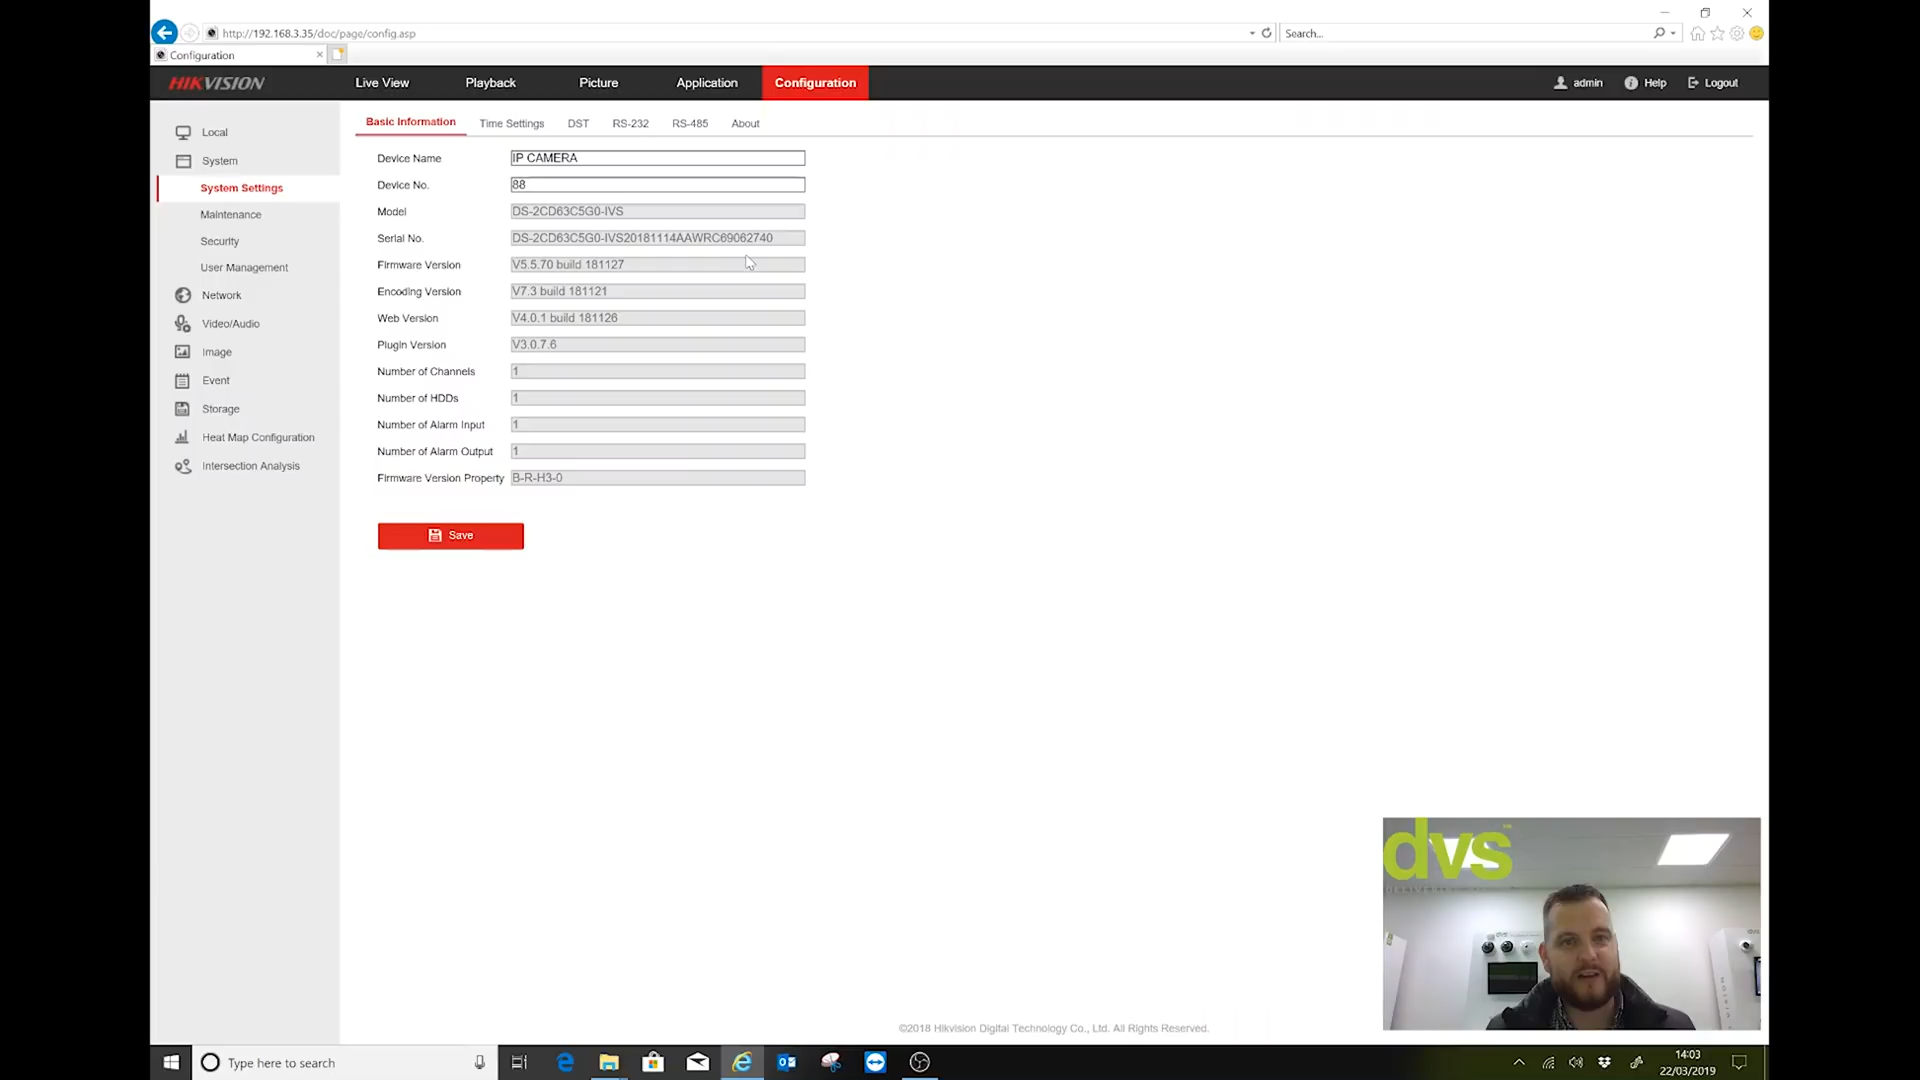 http://192.168.3.35/doc/page/config.asp
Search...
Configuration
HIKVISION
Live View
Playback
Picture
Application
Configuration
admin
Help
Logout
Local
System
System Settings
Maintenance
Security
User Management
Network
Video/Audio
Image
Event
Storage
Heat Map Configuration
Intersection Analysis
Basic Information
Time Settings
DST
RS-232
RS-485
About
Device Name IP CAMERA
Device No. 88
Model DS-2CD63C5G0-IVS
Serial No. DS-2CD63C5G0-IVS20181114AAWRC69062740
Firmware Version V5.5.70 build 181127
Encoding Version V7.3 build 181121
Web Version V4.0.1 build 181126
Plugin Version V3.0.7.6
Number of Channels 1
Number of HDDs 1
Number of Alarm Input 1
Number of Alarm Output 1
Firmware Version Property B-R-H3-0
Save
dvs
©2018 Hikvision Digital Technology Co., Ltd. All Rights Reserved.
Type here to search
14:03
22/03/2019